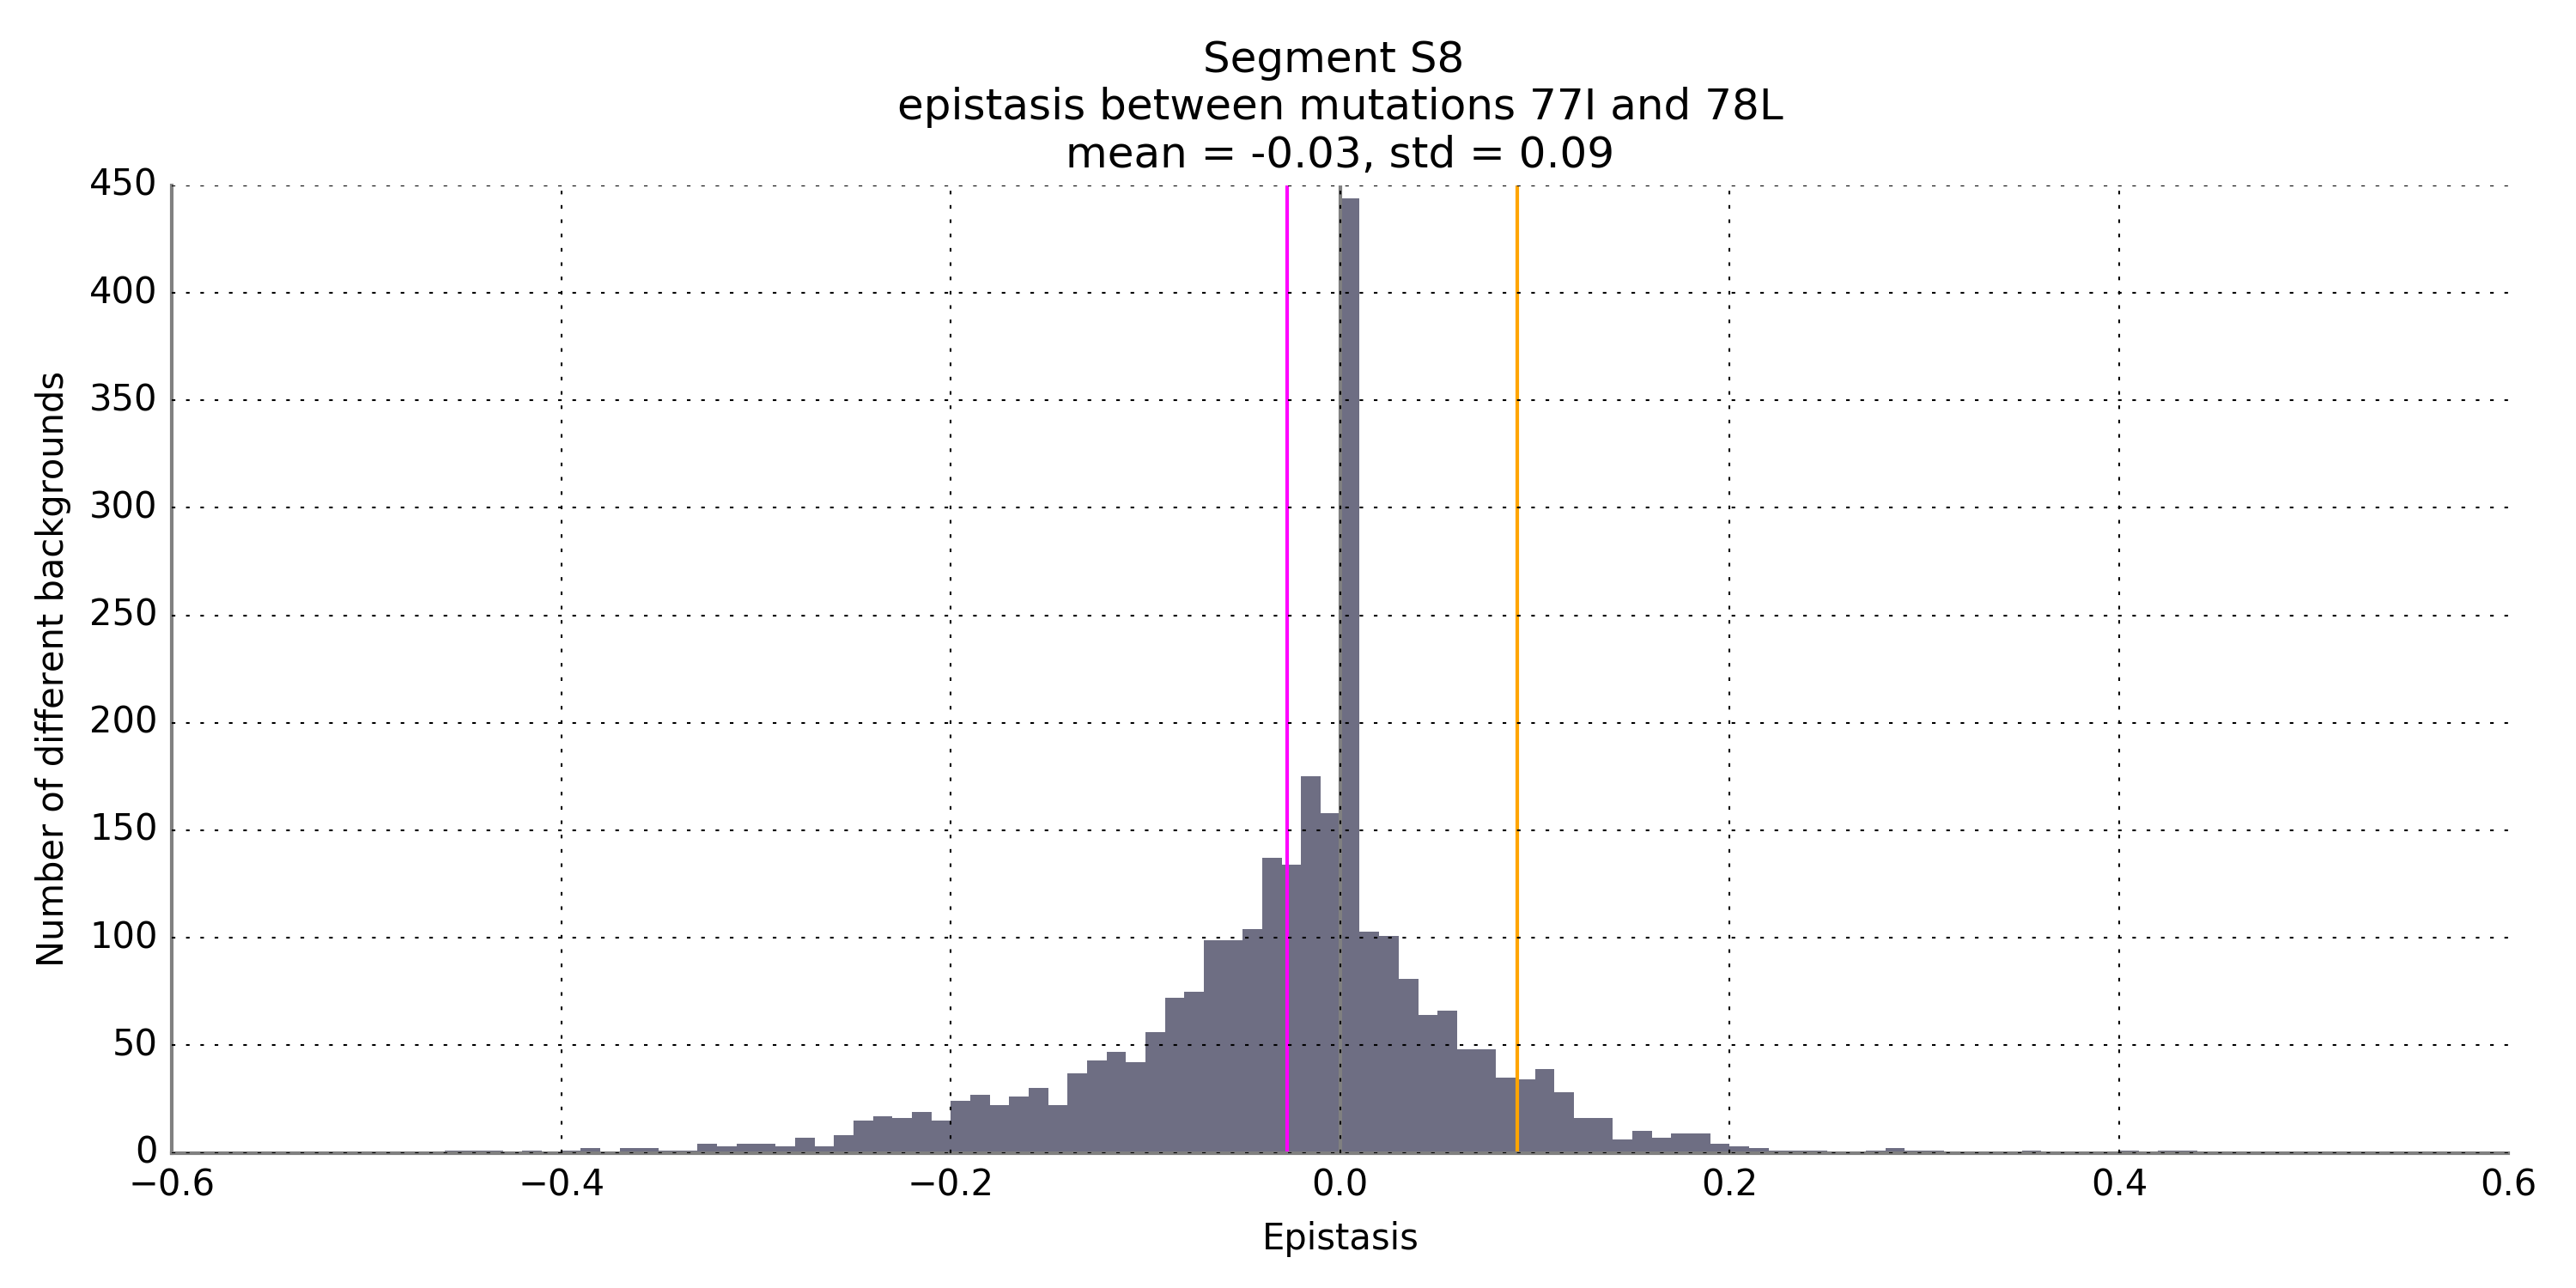 Segment S8
epistasis between mutations 77I and 78L
mean = -0.03, std = 0.09
450
400
350
300
250
200
150
100
50
0
Number of different backgrounds
−0.6 −0.4 −0.2 0.0 0.2 0.4 0.6
Epistasis